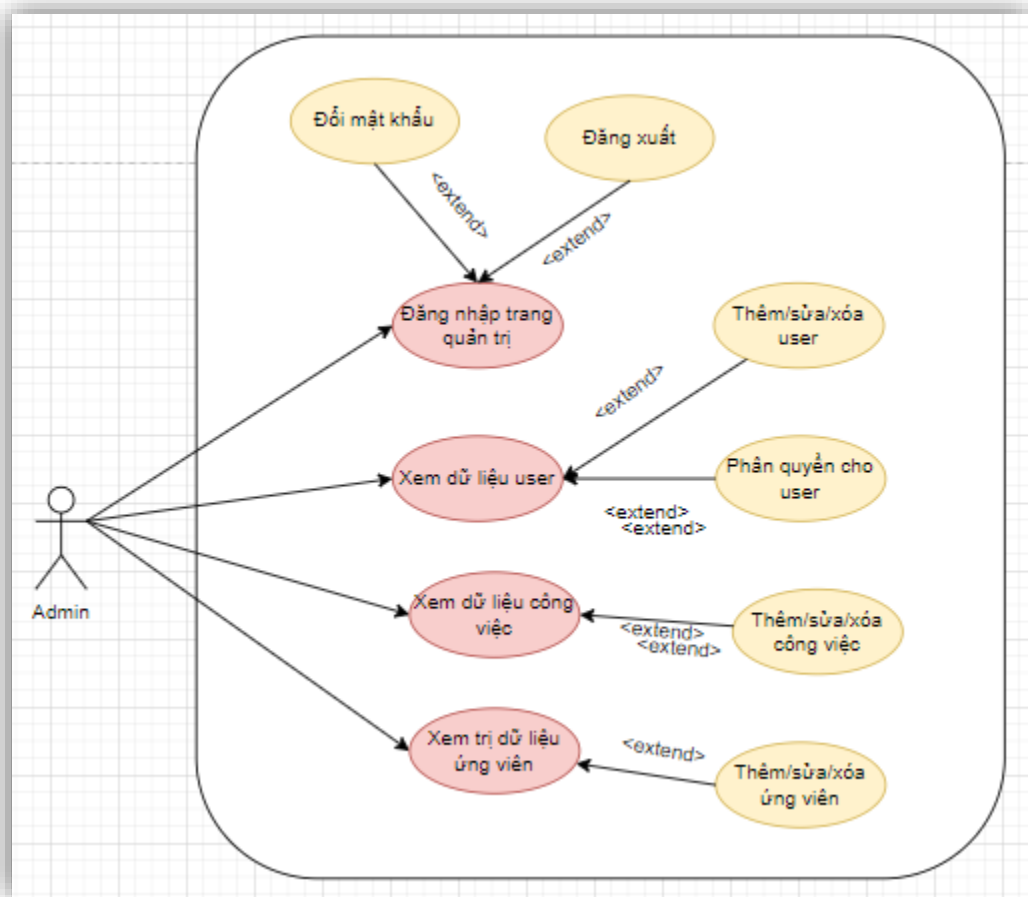 Đổi mật khẩu
Đăng xuất
<extend>
<extend>
Đăng nhập trang
quản trị
Thêm/sửa/xóa
user
<extend>
Xem dữ liệu user
Phân quyền cho
user
<extend>
<extend>
Admin
Xem dữ liệu công
việc
<extend>
<extend>
Thêm/sửa/xóa
công việc
Xem trị dữ liệu
ứng viên
<extend>
Thêm/sửa/xóa
ứng viên